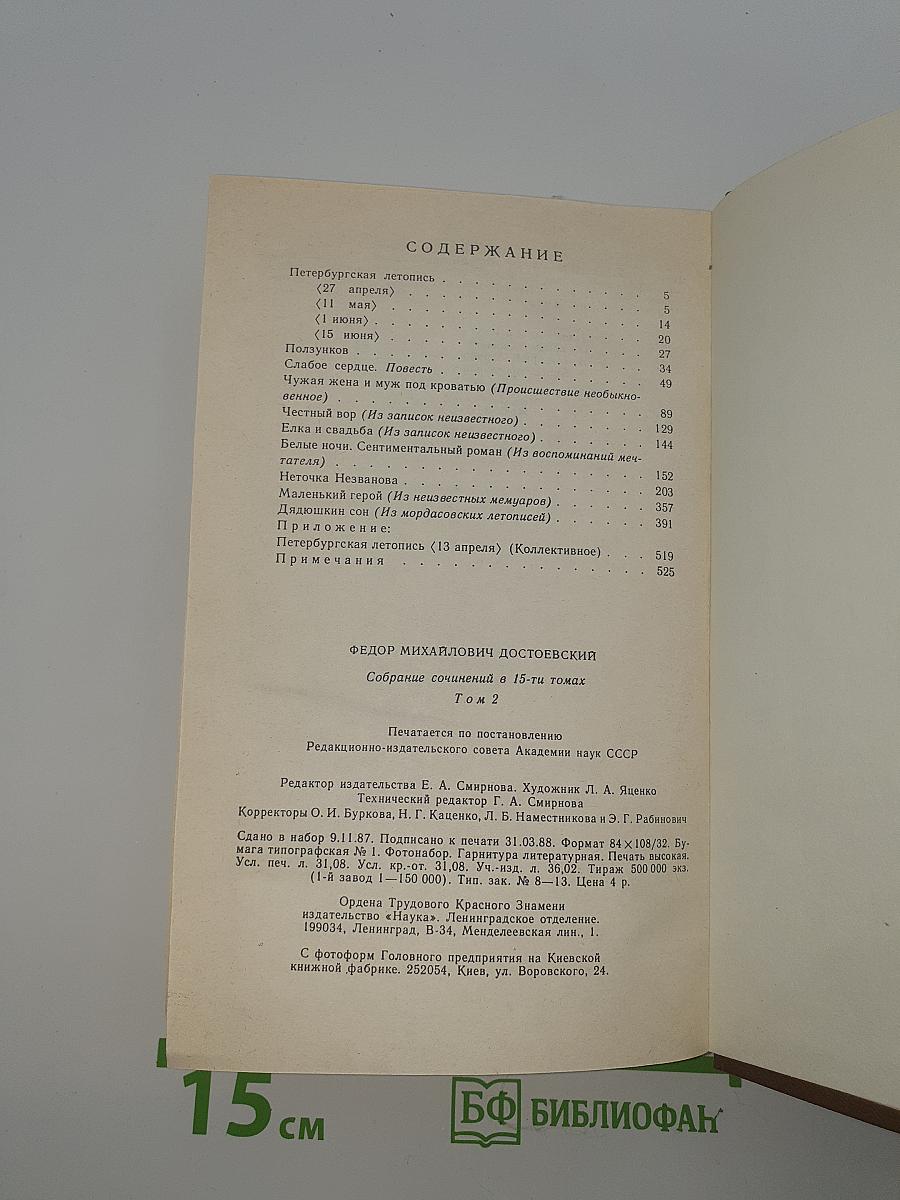 СОДЕРЖАНИЕ
Петербургская летопись . . . . . . . . . . . . . 5
⟨27 апреля⟩ . . . . . . . . . . . . . . . 5
⟨11 мая⟩ . . . . . . . . . . . . . . . 14
⟨1 июня⟩ . . . . . . . . . . . . . . . 20
⟨15 июня⟩ . . . . . . . . . . . . . . . 27
Ползунков . . . . . . . . . . . . . . . . . 34
Слабое сердце. Повесть . . . . . . . . . . . . . 49
Чужая жена и муж под кроватью (Происшествие необыкно-
венное) . . . . . . . . . . . . . . . . . . 89
Честный вор (Из записок неизвестного) . . . . . . . . 129
Елка и свадьба (Из записок неизвестного) . . . . . . . 144
Белые ночи. Сентиментальный роман (Из воспоминаний меч-
тателя) . . . . . . . . . . . . . . . . . . 152
Неточка Незванова . . . . . . . . . . . . . . 203
Маленький герой (Из неизвестных мемуаров) . . . . . . 357
Дядюшкин сон (Из мордасовских летописей) . . . . . . 391
Приложение:
Петербургская летопись ⟨13 апреля⟩ (Коллективное) . . . 519
Примечания . . . . . . . . . . . . . . . 525
ФЕДОР МИХАЙЛОВИЧ ДОСТОЕВСКИЙ
Собрание сочинений в 15-ти томах
Том 2
Печатается по постановлению
Редакционно-издательского совета Академии наук СССР
Редактор издательства Е. А. Смирнова. Художник Л. А. Яценко
Технический редактор Г. А. Смирнова
Корректоры О. И. Буркова, Н. Г. Каценко, Л. Б. Наместникова и Э. Г. Рабинович
Сдано в набор 9.11.87. Подписано к печати 31.03.88. Формат 84×108/32. Бу-
мага типографская № 1. Фотонабор. Гарнитура литературная. Печать высокая.
Усл. печ. л. 31,08. Усл. кр.-от. 31,08. Уч.-изд. л. 36,02. Тираж 500 000 экз.
(1-й завод 1—150 000). Тип. зак. № 8—13. Цена 4 р.
Ордена Трудового Красного Знамени
издательство «Наука». Ленинградское отделение.
199034, Ленинград, В-34, Менделеевская лин., 1.
С фотоформ Головного предприятия на Киевской
книжной фабрике. 252054, Киев, ул. Воровского, 24.
15 см
БФ БИБЛИОФАН